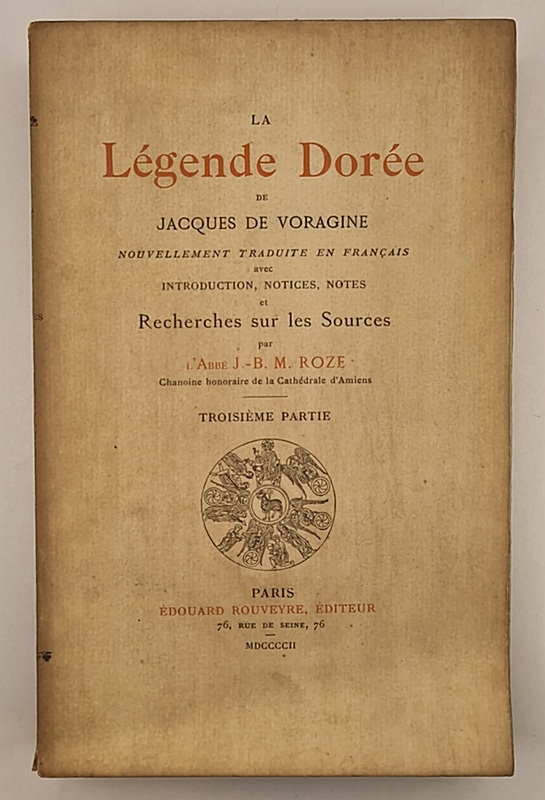 LA
Légende Dorée
DE
JACQUES DE VORAGINE
NOUVELLEMENT TRADUITE EN FRANÇAIS
avec
INTRODUCTION, NOTICES, NOTES
et
Recherches sur les Sources
par
L'ABBÉ J.-B. M. ROZE
Chanoine honoraire de la Cathédrale d'Amiens
TROISIÈME PARTIE
PARIS
ÉDOUARD ROUVEYRE, ÉDITEUR
76, RUE DE SEINE, 76
MDCCCCII